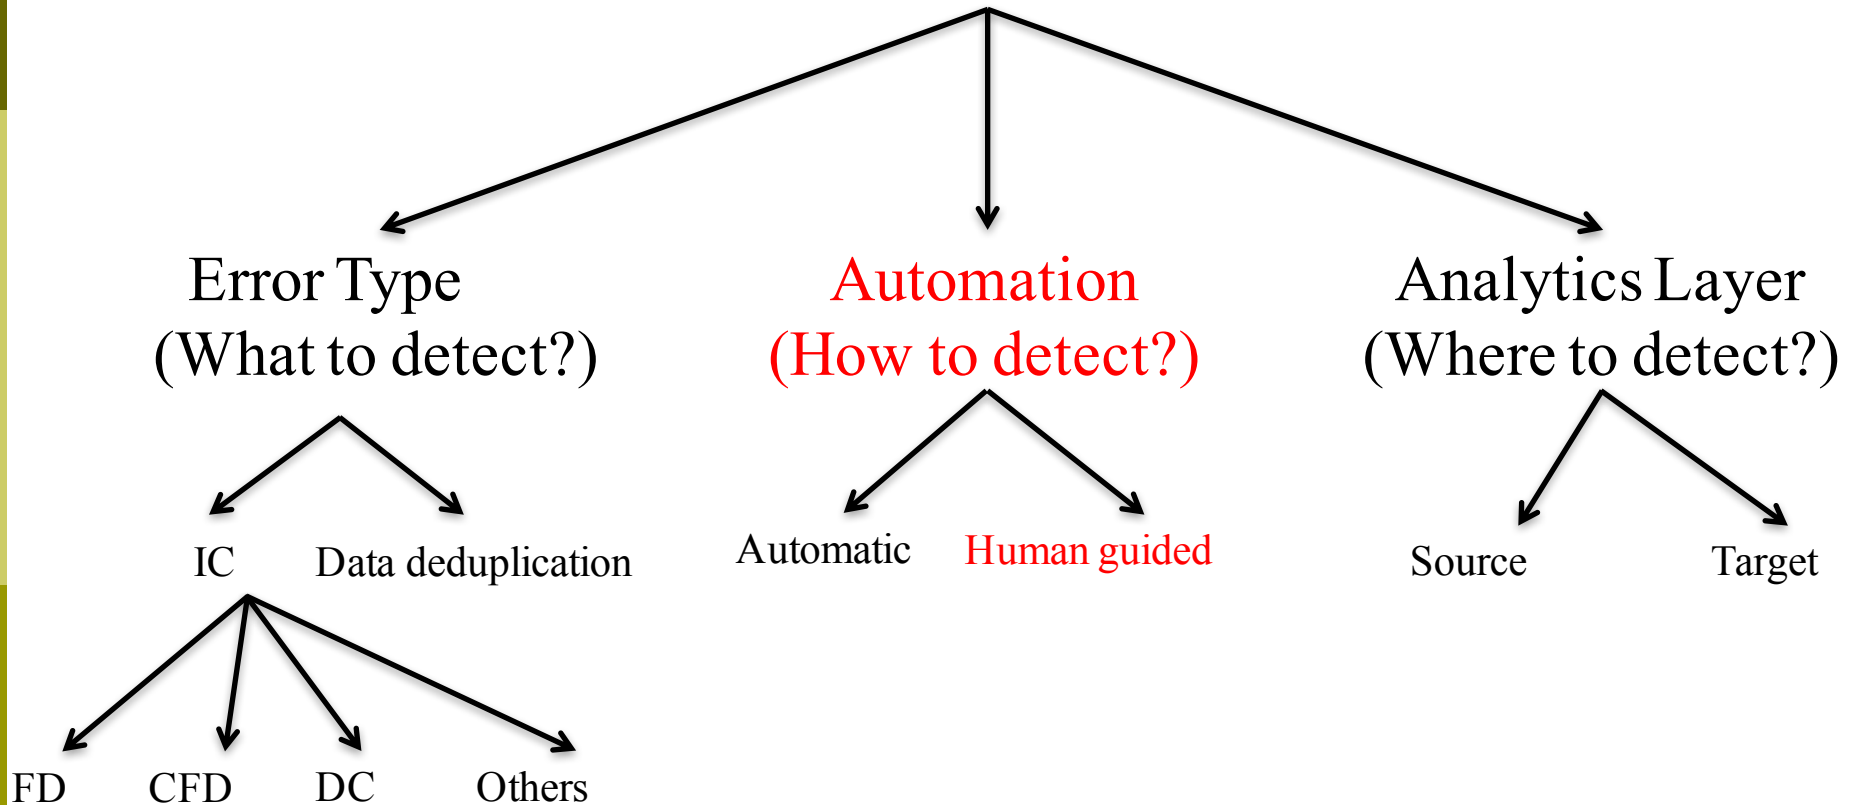 Error Type
(What to detect?)
Automation
(How to detect?)
Analytics Layer
(Where to detect?)
IC
Data deduplication
Automatic
Human guided
Source
Target
FD
CFD
DC
Others